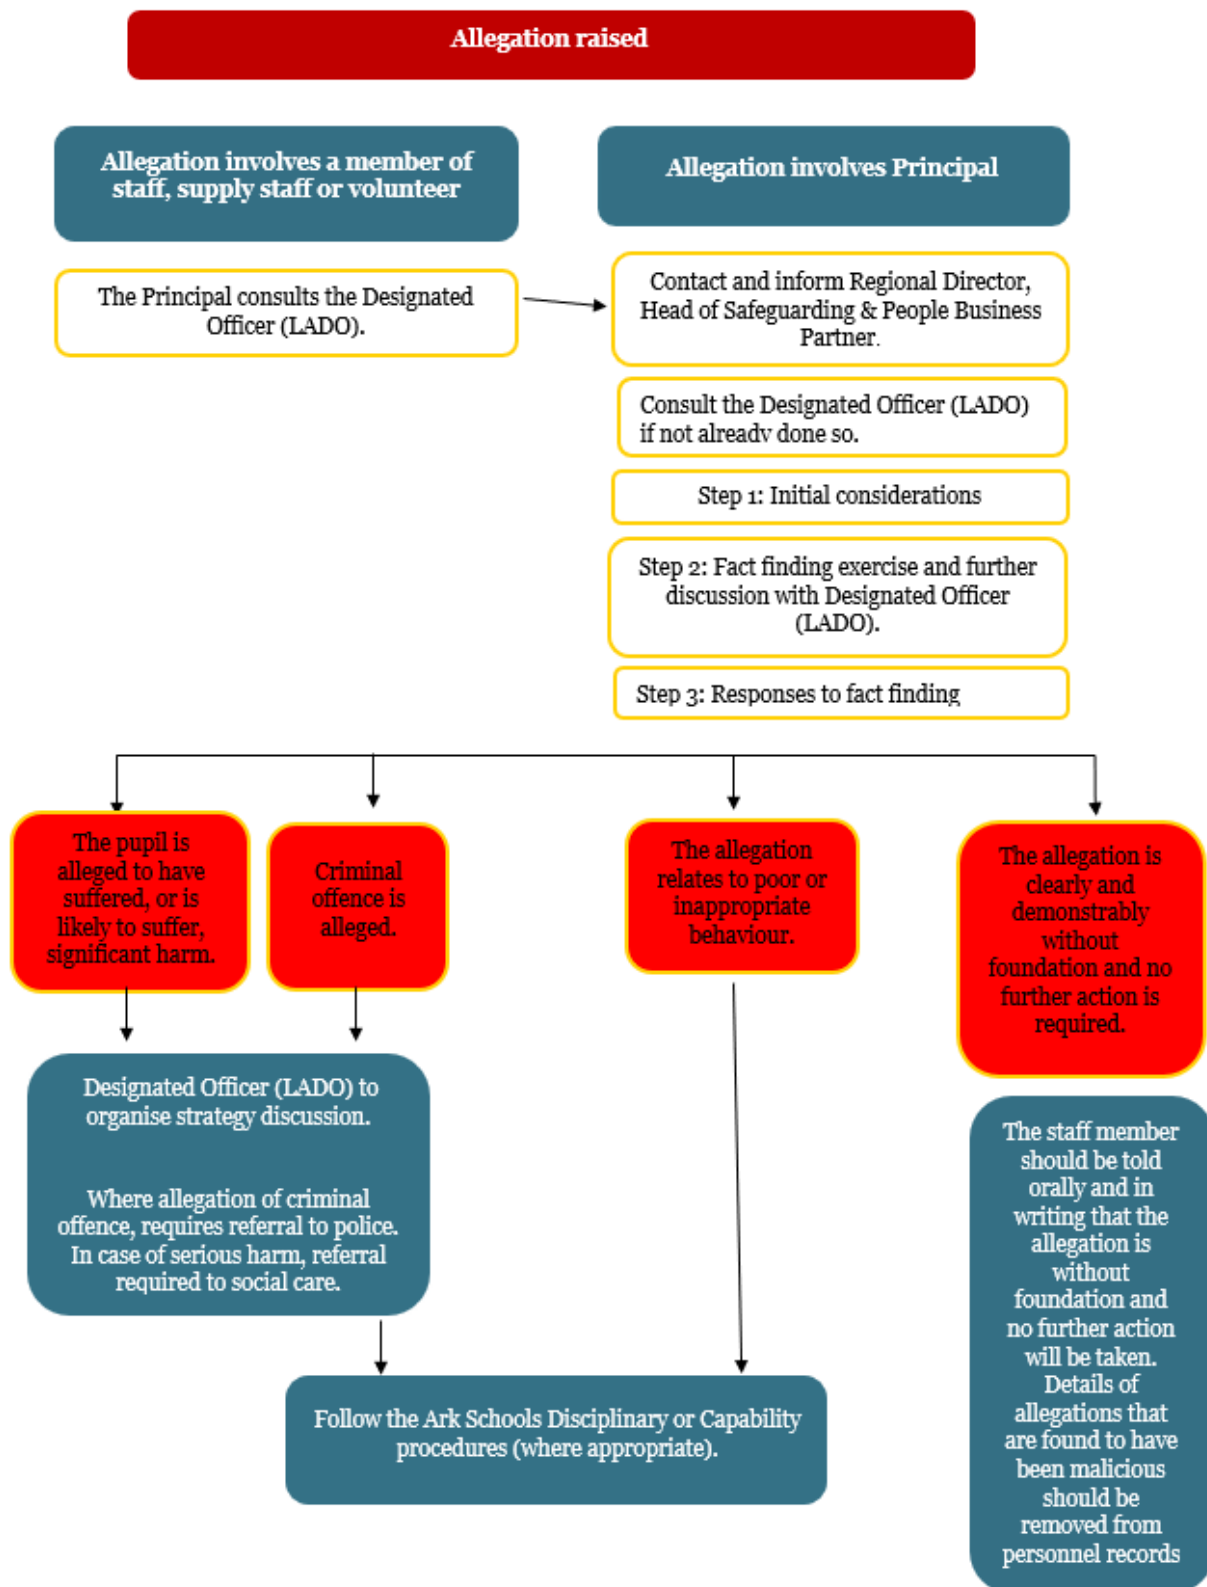 Allegation raised
Allegation involves a member of
staff, supply staff or volunteer
Allegation involves Principal
The Principal consults the Designated
Officer (LADO).
Contact and inform Regional Director,
Head of Safeguarding & People Business
Partner.
Consult the Designated Officer (LADO)
if not already done so.
Step 1: Initial considerations
Step 2: Fact finding exercise and further
discussion with Designated Officer
(LADO).
Step 3: Responses to fact finding
The pupil is
alleged to have
suffered, or is
likely to suffer,
significant harm.
Criminal
offence is
alleged.
The allegation
relates to poor or
inappropriate
behaviour.
The allegation is
clearly and
demonstrably
without
foundation and no
further action is
required.
Designated Officer (LADO) to
organise strategy discussion.
Where allegation of criminal
offence, requires referral to police.
In case of serious harm, referral
required to social care.
The staff member
should be told
orally and in
writing that the
allegation is
without
foundation and
no further action
will be taken.
Details of
allegations that
are found to have
been malicious
should be
removed from
personnel records
Follow the Ark Schools Disciplinary or Capability
procedures (where appropriate).